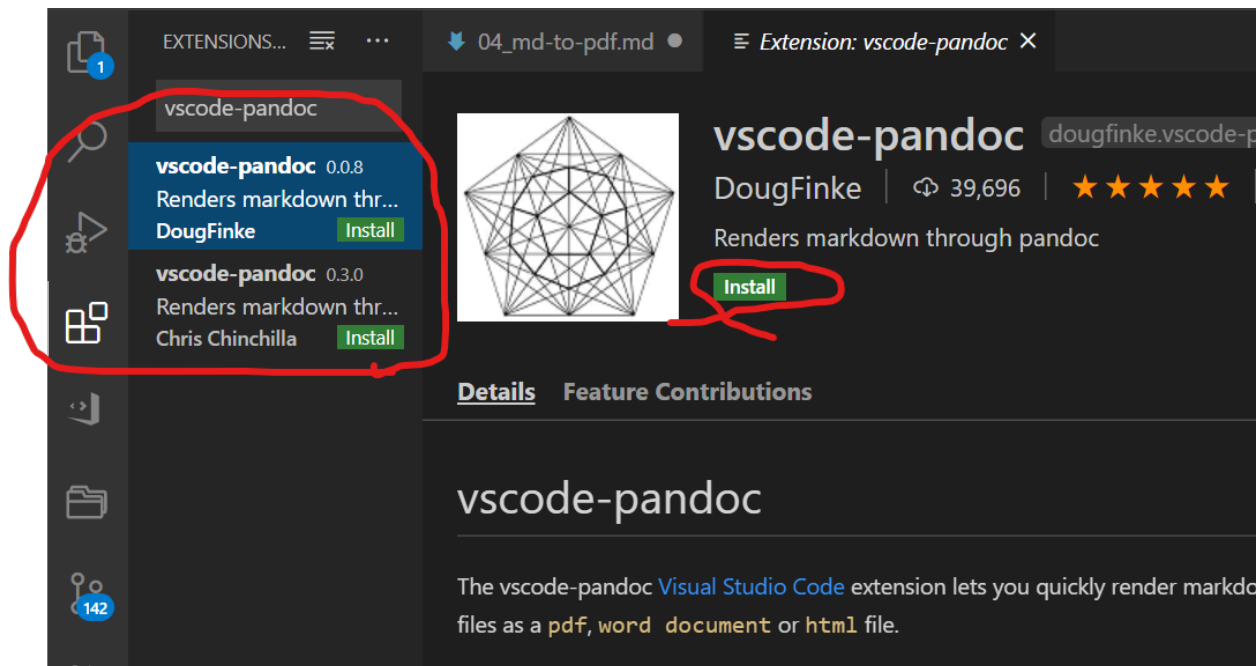 EXTENSIONS...
04_md-to-pdf.md
Extension: vscode-pandoc
1
vscode-pandoc
vscode-pandoc 0.0.8
Renders markdown thr...
DougFinke
Install
vscode-pandoc 0.3.0
Renders markdown thr...
Chris Chinchilla
Install
142
vscode-pandoc
dougfinke.vscode-p
DougFinke
39,696
Renders markdown through pandoc
Install
Details
Feature Contributions
vscode-pandoc
The vscode-pandoc Visual Studio Code extension lets you quickly render markdo
files as a pdf, word document or html file.